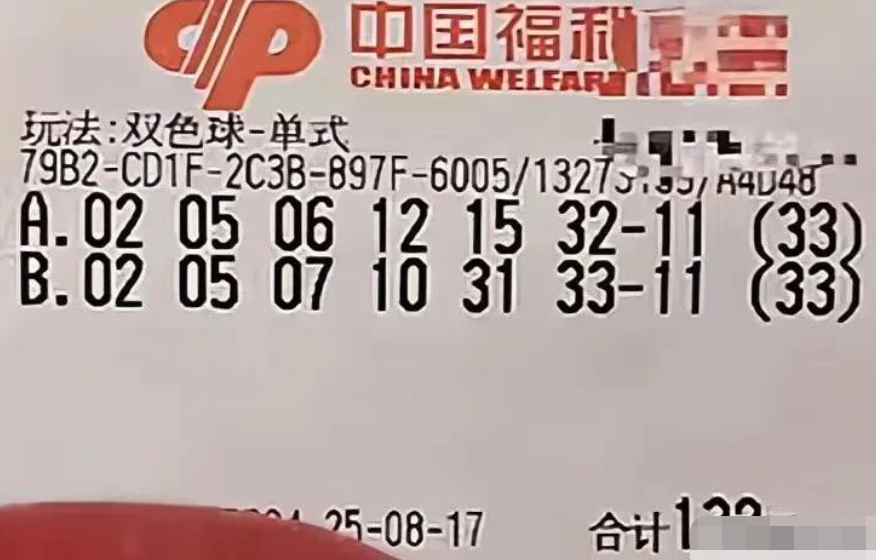 中国福利
CHINA WELFAR
玩法:双色球-单式
79B2-CD1F-2C3B-897F-6005/1327
A.02 05 06 12 15 32-11 (33)
B.02 05 07 10 31 33-11 (33)
25-08-17 合计